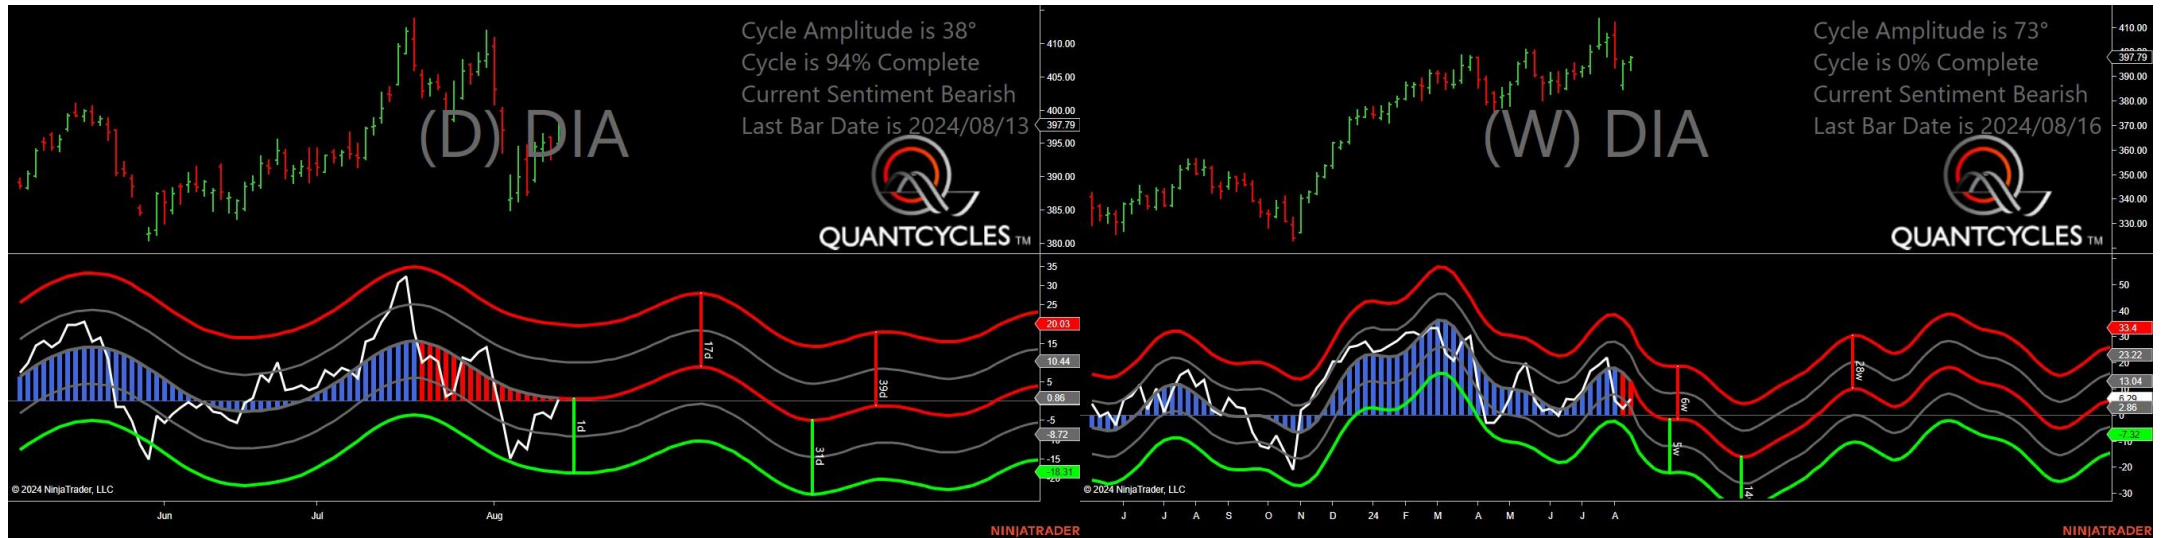 Cycle Amplitude is 38°
Cycle is 94% Complete
Current Sentiment Bearish
Last Bar Date is 2024/08/13
(D) DIA
QUANTCYCLES TM
410.00
405.00
400.00
397.79
395.00
390.00
385.00
380.00
35
30
25
20.03
15
10.44
5
0.86
-5
-8.72
-15
-18.31
17d
39d
1d
31d
© 2024 NinjaTrader, LLC
Jun
Jul
Aug
NINJATRADER
Cycle Amplitude is 73°
Cycle is 0% Complete
Current Sentiment Bearish
Last Bar Date is 2024/08/16
(W) DIA
QUANTCYCLES TM
410.00
397.79
390.00
380.00
370.00
360.00
350.00
340.00
330.00
50
40
33.4
30
23.22
13.04
6.29
2.86
-7.32
-20
-30
6w
5w
28w
© 2024 NinjaTrader, LLC
J
J
A
S
O
N
D
24
F
M
A
M
J
J
A
NINJATRADER